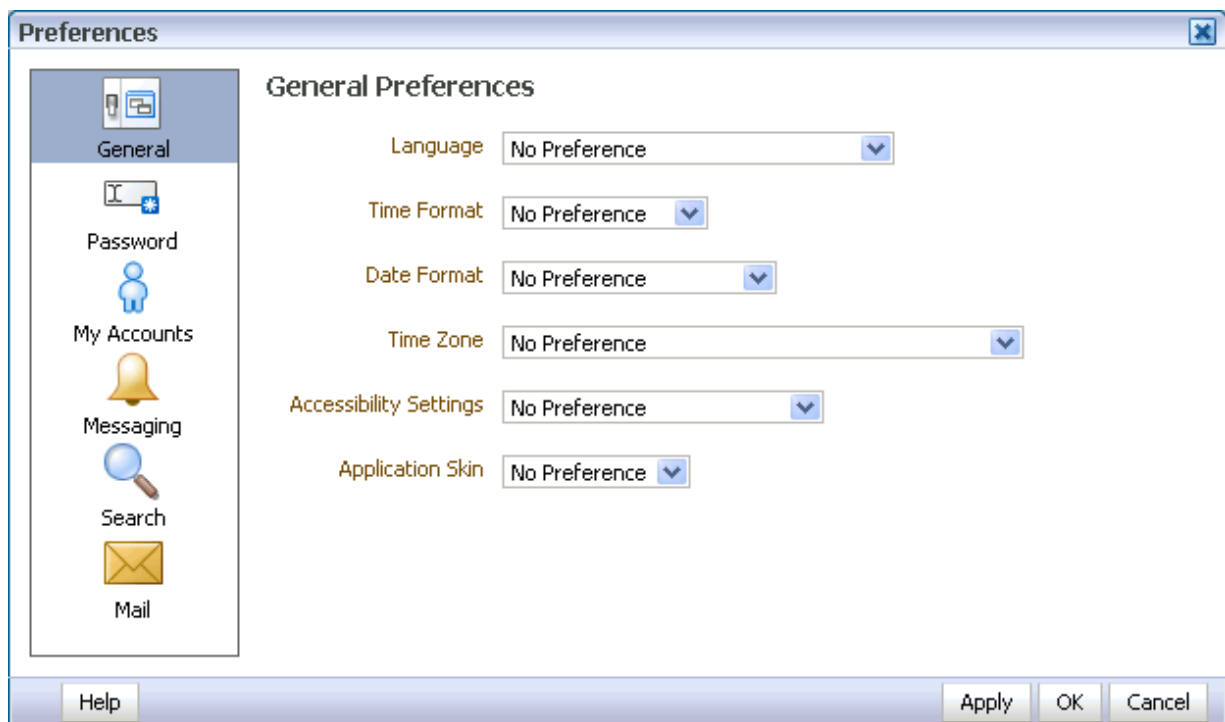 Preferences
General
Password
My Accounts
Messaging
Search
Mail
General Preferences
Language No Preference
Time Format No Preference
Date Format No Preference
Time Zone No Preference
Accessibility Settings No Preference
Application Skin No Preference
Help Apply OK Cancel